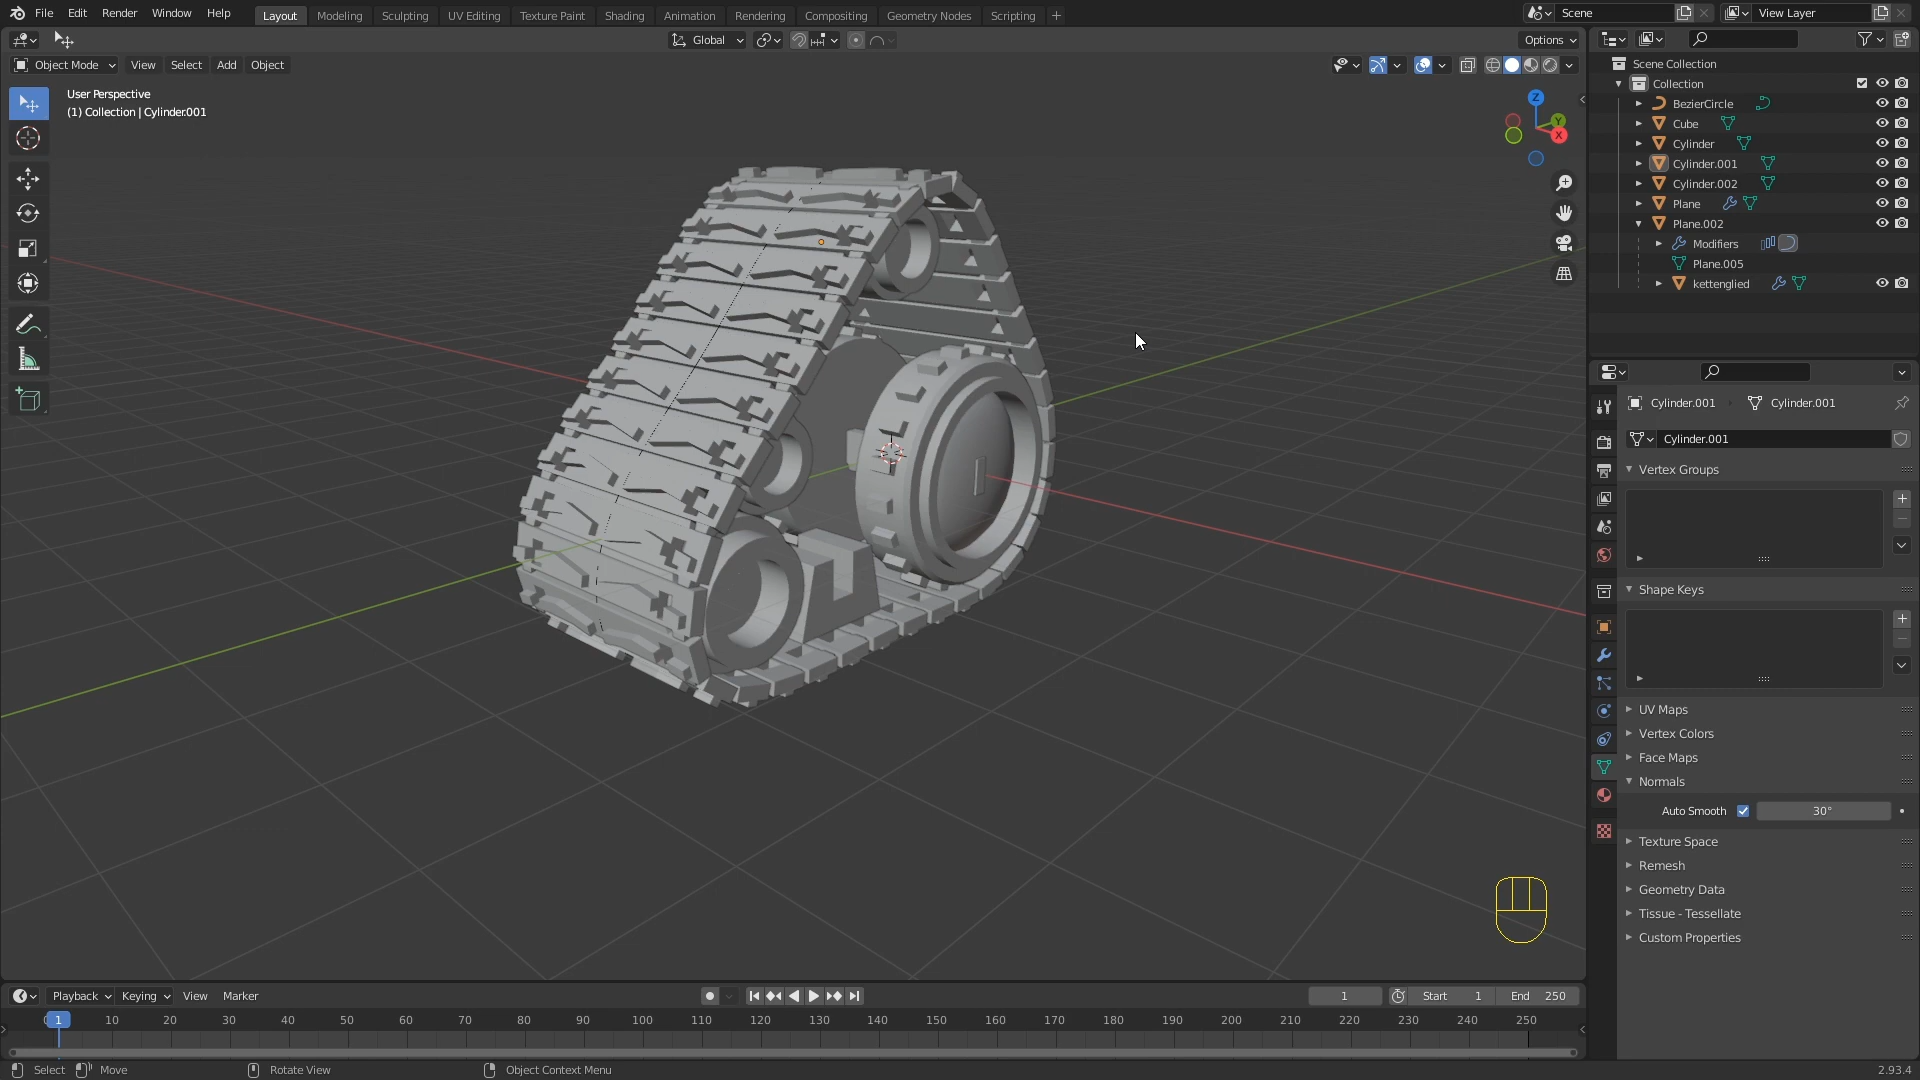 File Edit Render Window Help Layout Modeling Sculpting UV Editing Texture Paint Shading Animation Rendering Compositing Geometry Nodes Scripting + Scene View Layer
Global Options
Object Mode View Select Add Object
User Perspective
(1) Collection | Cylinder.001
Z
Y
X
Scene Collection
Collection
BezierCircle
Cube
Cylinder
Cylinder.001
Cylinder.002
Plane
Plane.002
Modifiers
Plane.005
kettenglied
Cylinder.001 Cylinder.001
Cylinder.001
Vertex Groups
Shape Keys
UV Maps
Vertex Colors
Face Maps
Normals
Auto Smooth 30°
Texture Space
Remesh
Geometry Data
Tissue - Tessellate
Custom Properties
Playback Keying View Marker 1 Start 1 End 250
1 10 20 30 40 50 60 70 80 90 100 110 120 130 140 150 160 170 180 190 200 210 220 230 240 250
Select Move Rotate View Object Context Menu 2.93.4